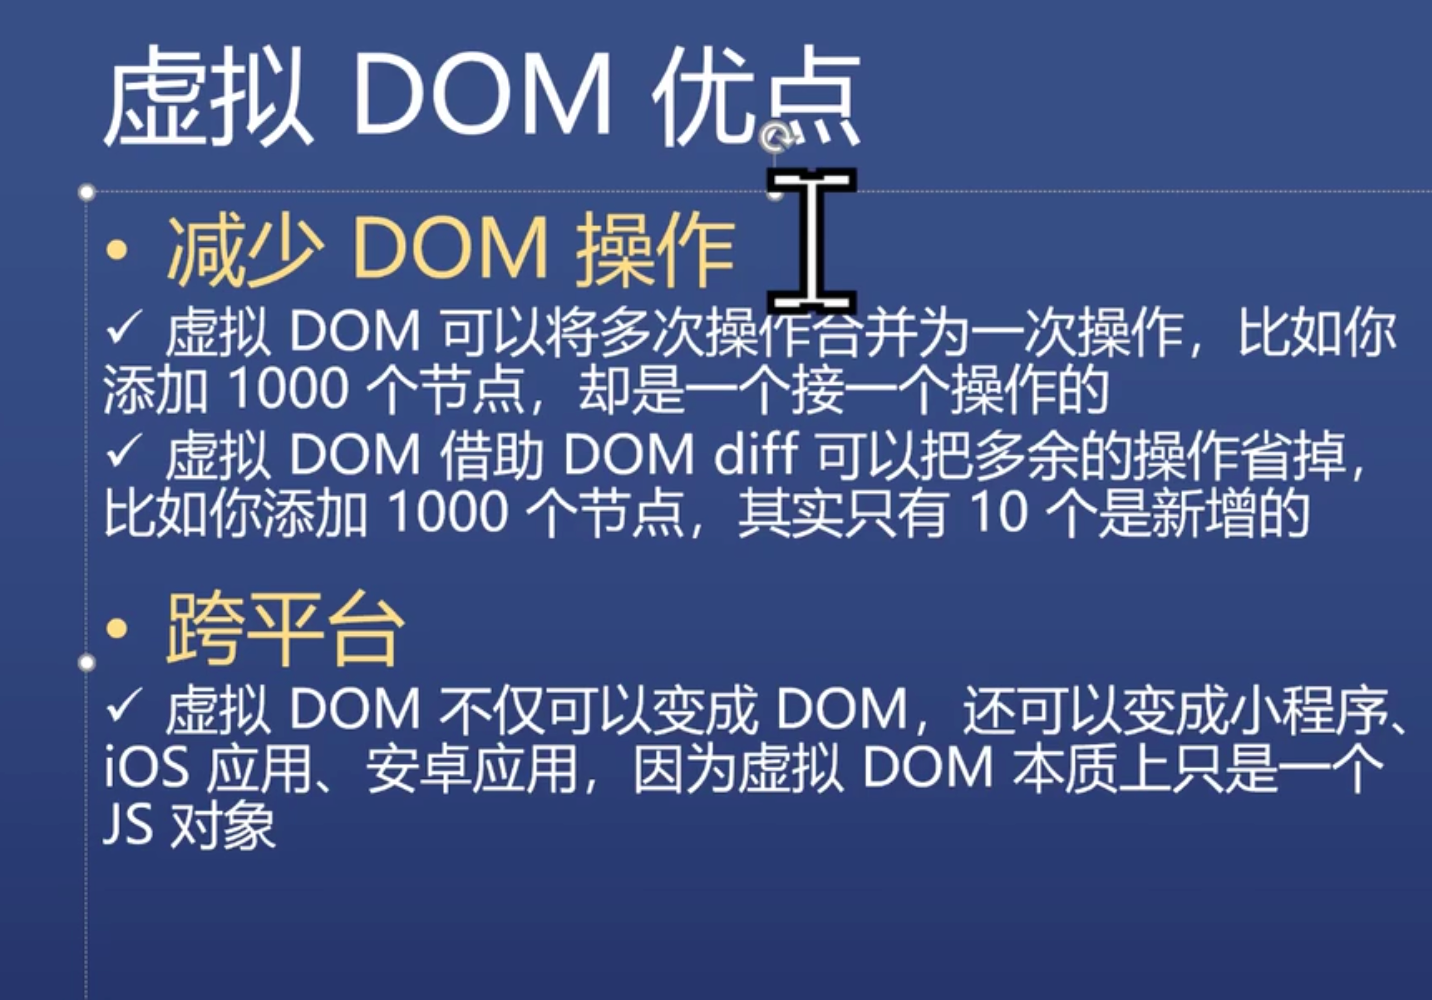 虚拟 DOM 优点
• 减少 DOM 操作
✓ 虚拟 DOM 可以将多次操作合并为一次操作，比如你
添加 1000 个节点，却是一个接一个操作的
✓ 虚拟 DOM 借助 DOM diff 可以把多余的操作省掉，
比如你添加 1000 个节点，其实只有 10 个是新增的
• 跨平台
✓ 虚拟 DOM 不仅可以变成 DOM，还可以变成小程序、
iOS 应用、安卓应用，因为虚拟 DOM 本质上只是一个
JS 对象